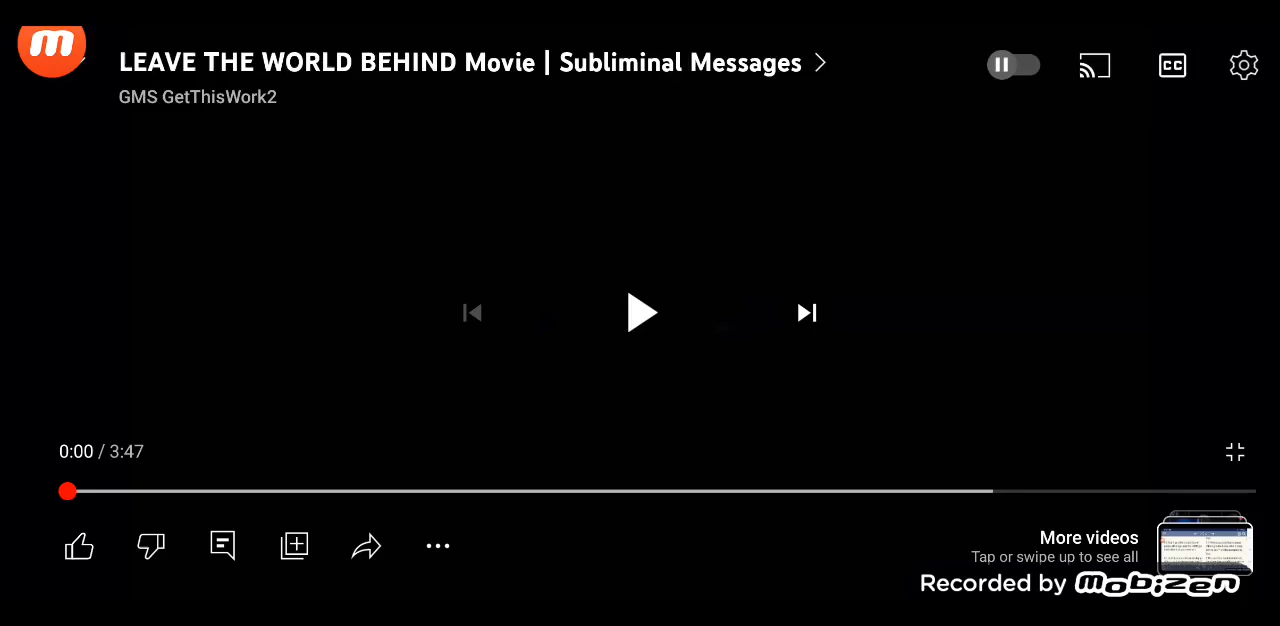 LEAVE THE WORLD BEHIND Movie | Subliminal Messages
GMS GetThisWork2
CC
0:00 / 3:47
More videos
Tap or swipe up to see all
Recorded by mobizen